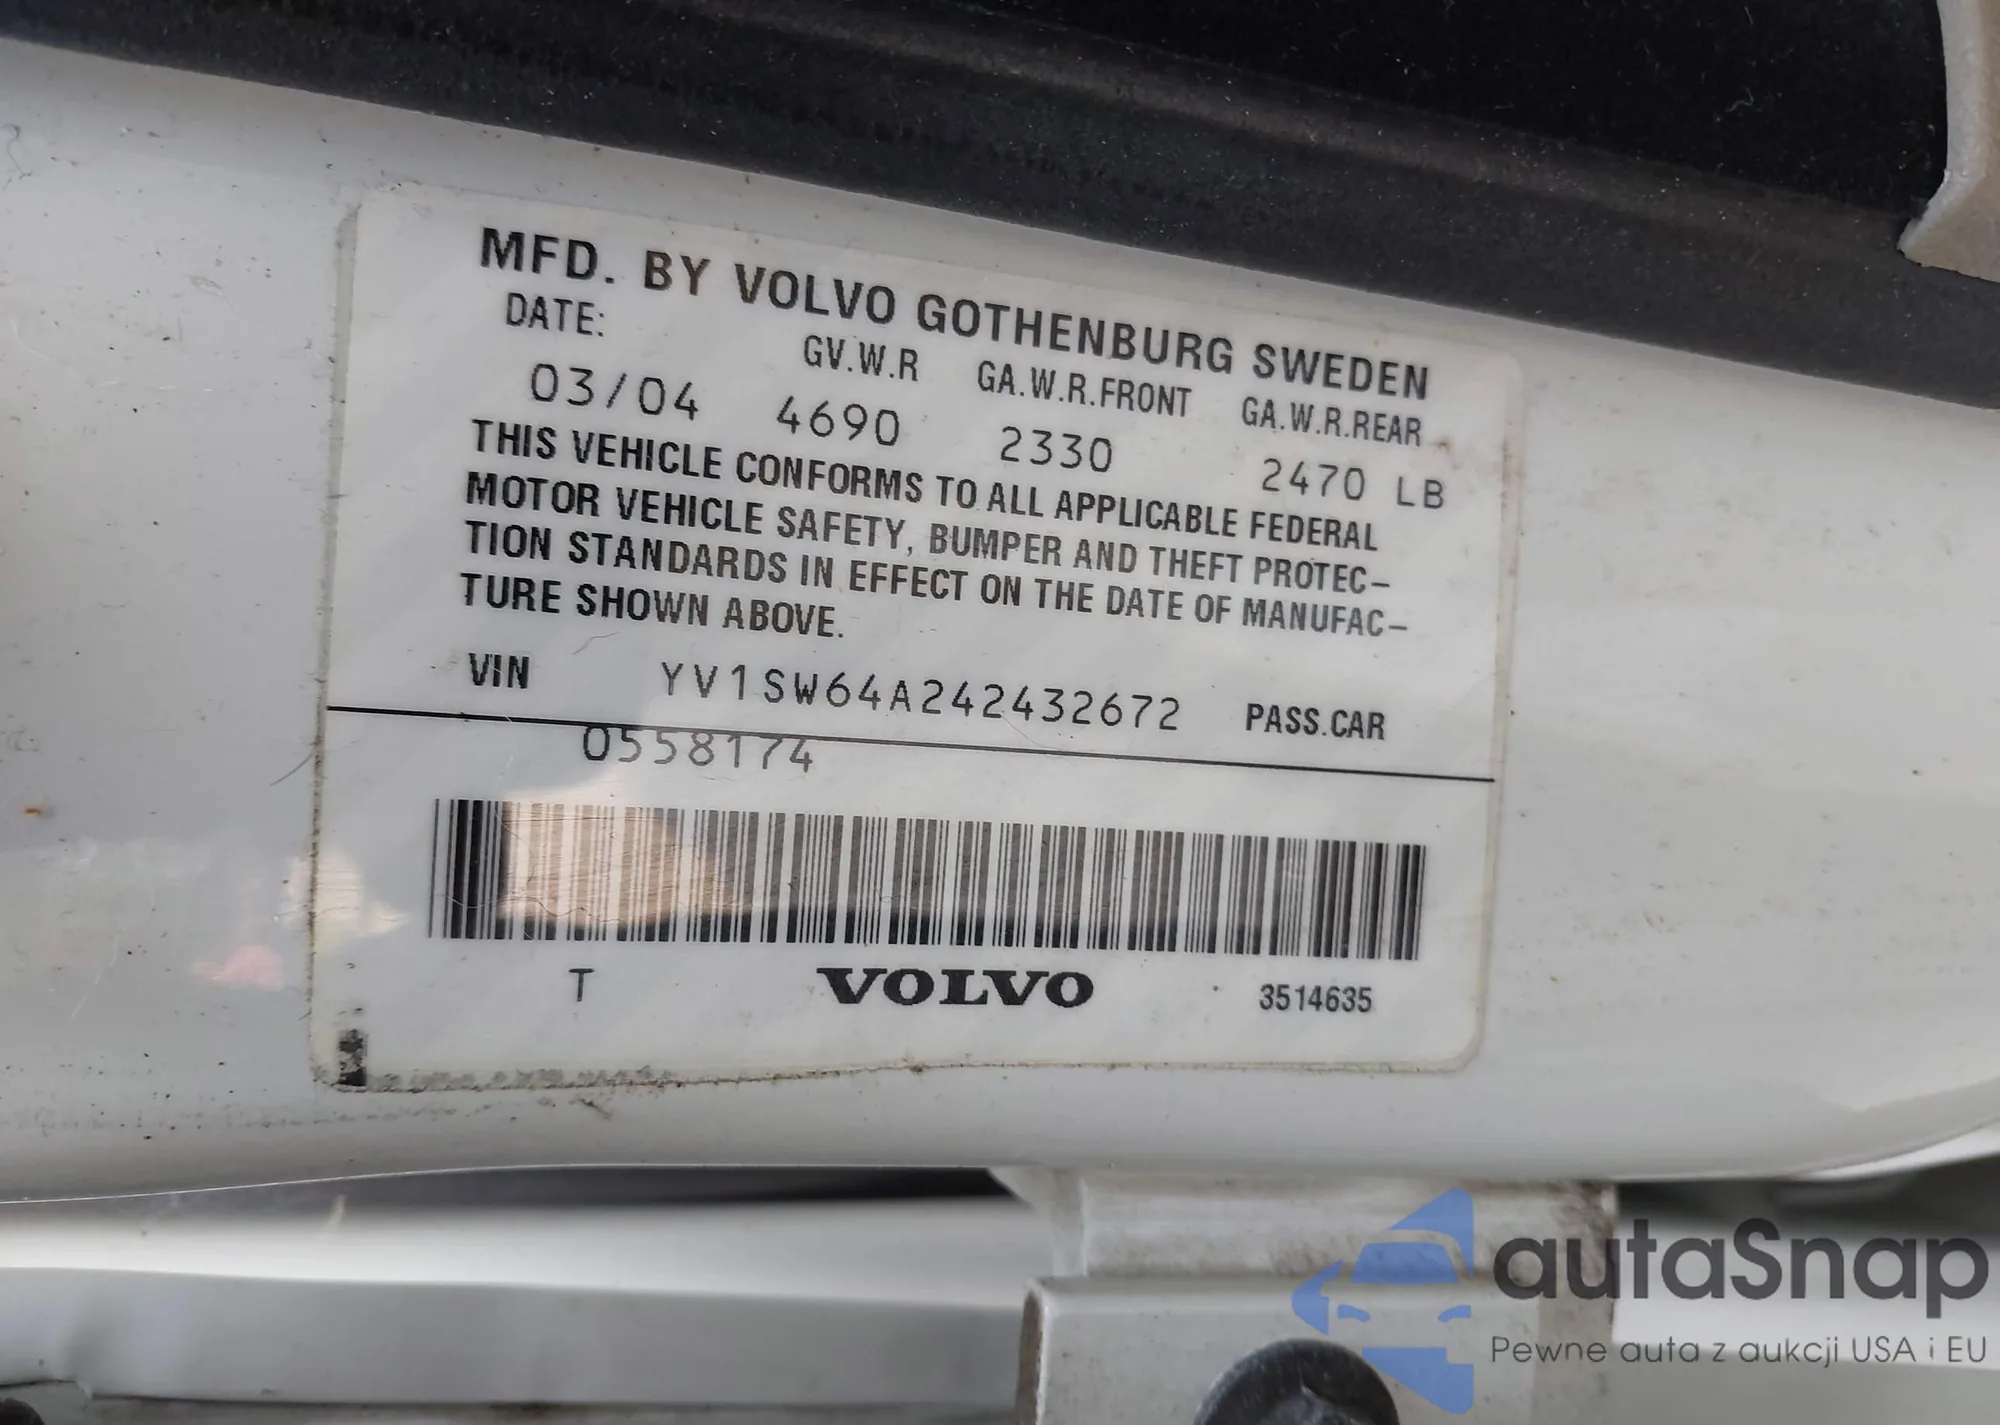 MFD. BY VOLVO GOTHENBURG SWEDEN
DATE: GV.W.R GA.W.R.FRONT GA.W.R.REAR
03/04 4690 2330 2470 LB
THIS VEHICLE CONFORMS TO ALL APPLICABLE FEDERAL
MOTOR VEHICLE SAFETY, BUMPER AND THEFT PROTEC-
TION STANDARDS IN EFFECT ON THE DATE OF MANUFAC-
TURE SHOWN ABOVE.
VIN YV1SW64A242432672 PASS.CAR
0558174
T VOLVO 3514635
autaSnap
Pewne auta z aukcji USA i EU